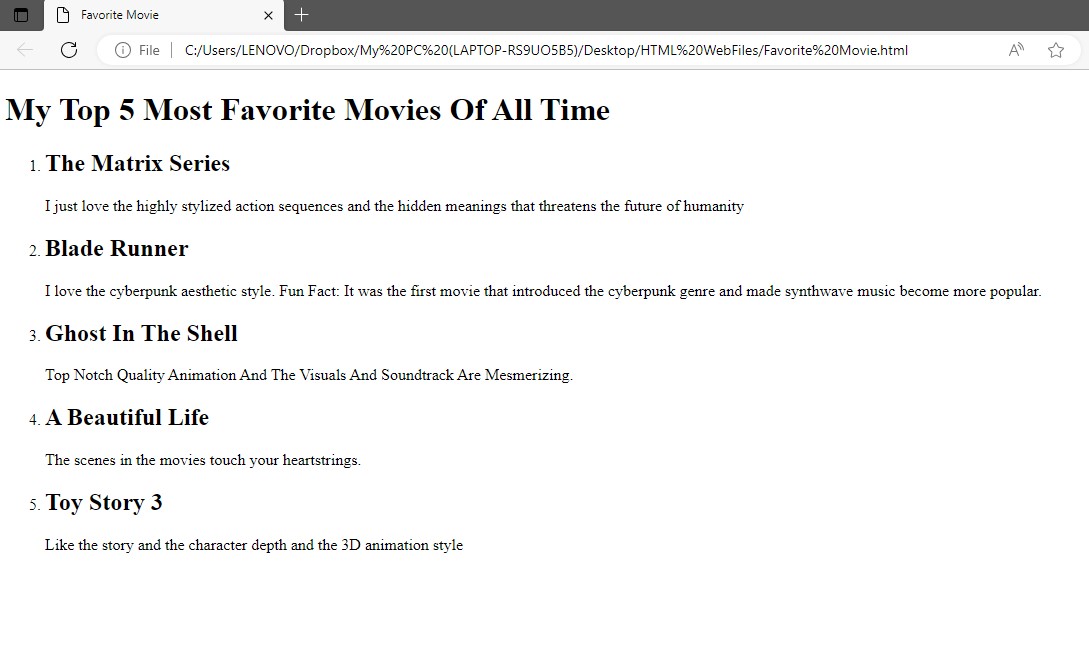 Favorite Movie
File
C:/Users/LENOVO/Dropbox/My%20PC%20(LAPTOP-RS9UO5B5)/Desktop/HTML%20WebFiles/Favorite%20Movie.html
My Top 5 Most Favorite Movies Of All Time
1. The Matrix Series
I just love the highly stylized action sequences and the hidden meanings that threatens the future of humanity
2. Blade Runner
I love the cyberpunk aesthetic style. Fun Fact: It was the first movie that introduced the cyberpunk genre and made synthwave music become more popular.
3. Ghost In The Shell
Top Notch Quality Animation And The Visuals And Soundtrack Are Mesmerizing.
4. A Beautiful Life
The scenes in the movies touch your heartstrings.
5. Toy Story 3
Like the story and the character depth and the 3D animation style